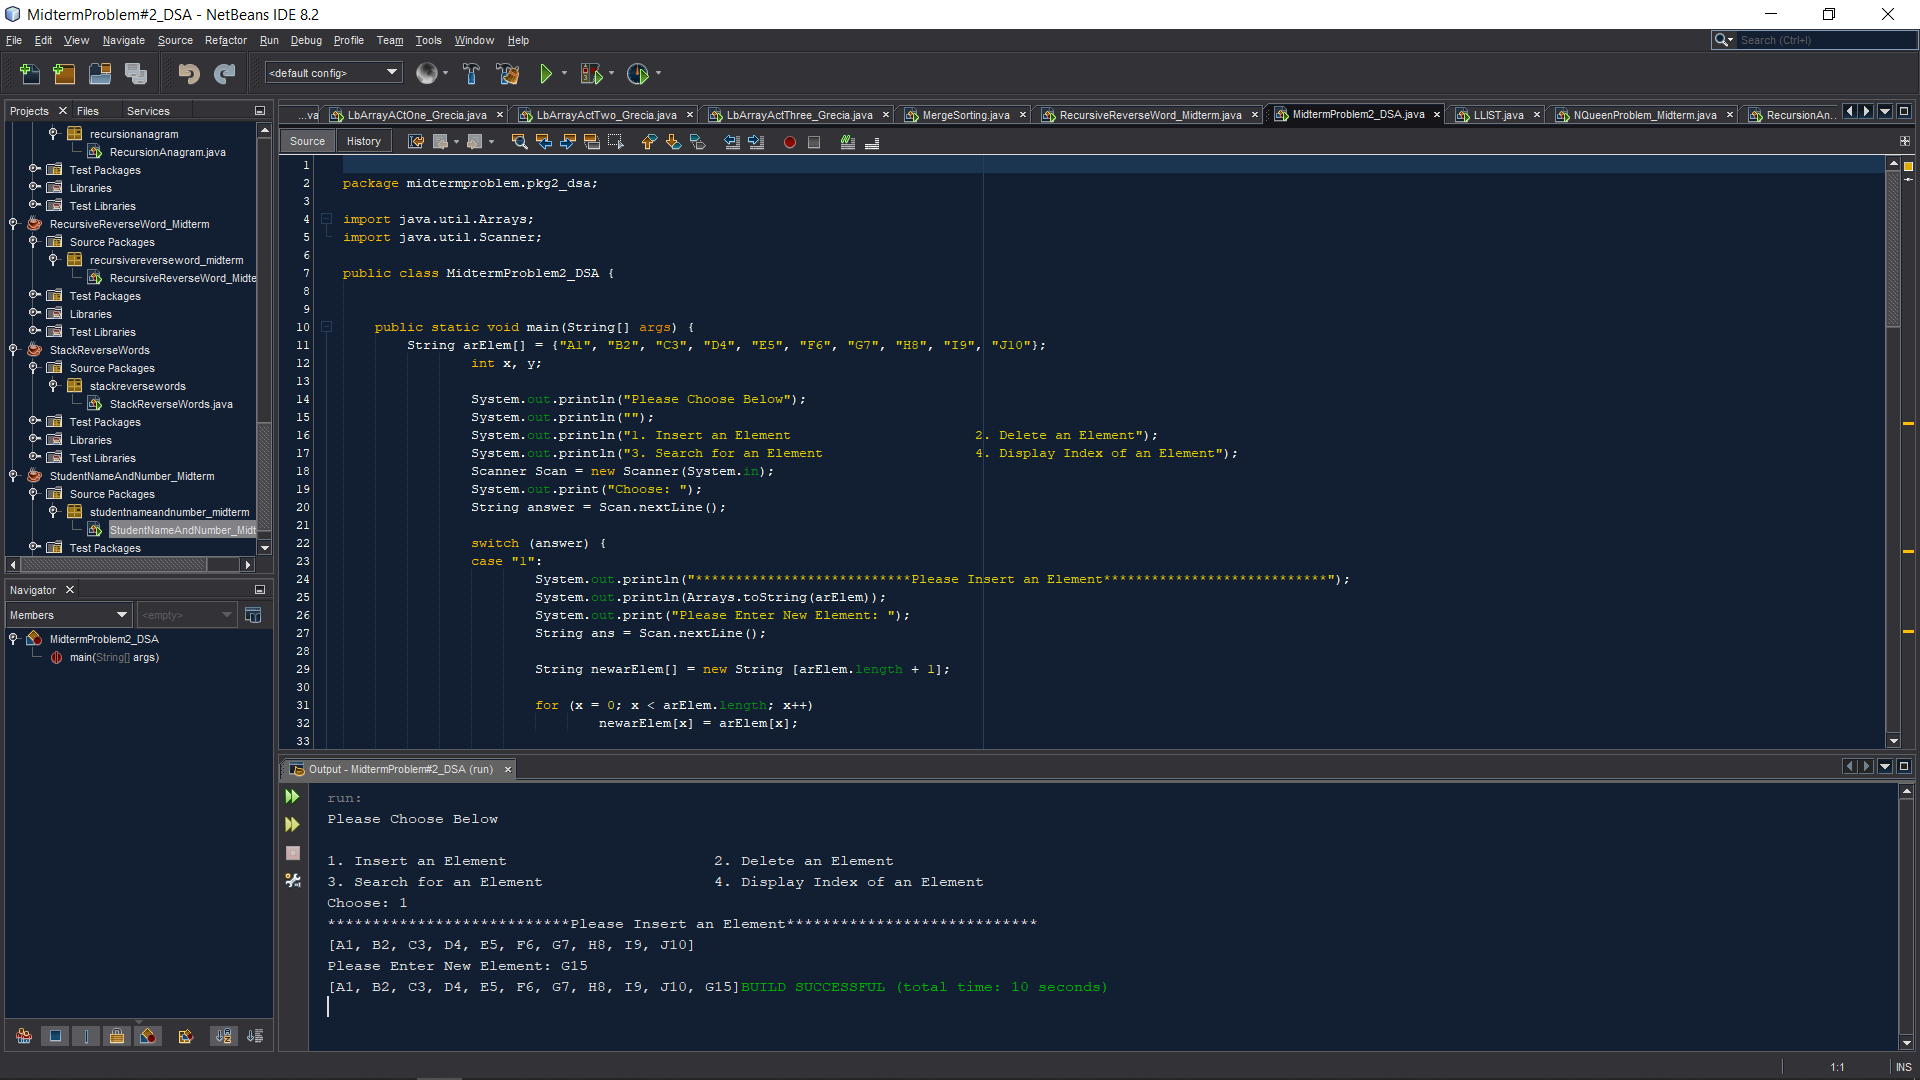 MidtermProblem#2_DSA - NetBeans IDE 8.2
File Edit View Navigate Source Refactor Run Debug Profile Team Tools Window Help
Search (Ctrl+I)
<default config>
Projects Files Services
...va LbArrayACtOne_Grecia.java LbArrayActTwo_Grecia.java LbArrayActThree_Grecia.java MergeSorting.java RecursiveReverseWord_Midterm.java MidtermProblem2_DSA.java LLIST.java NQueenProblem_Midterm.java RecursionAn...
Source History
recursionanagram
RecursionAnagram.java
Test Packages
Libraries
Test Libraries
RecursiveReverseWord_Midterm
Source Packages
recursivereverseword_midterm
RecursiveReverseWord_Midte
Test Packages
Libraries
Test Libraries
StackReverseWords
Source Packages
stackreversewords
StackReverseWords.java
Test Packages
Libraries
Test Libraries
StudentNameAndNumber_Midterm
Source Packages
studentnameandnumber_midterm
StudentNameAndNumber_Midt
Test Packages
Navigator
Members <empty>
MidtermProblem2_DSA
main(String[] args)
1
2 package midtermproblem.pkg2_dsa;
3
4 import java.util.Arrays;
5 import java.util.Scanner;
6
7 public class MidtermProblem2_DSA {
8
9
10 public static void main(String[] args) {
11 String arElem[] = {"A1", "B2", "C3", "D4", "E5", "F6", "G7", "H8", "I9", "J10"};
12 int x, y;
13
14 System.out.println("Please Choose Below");
15 System.out.println("");
16 System.out.println("1. Insert an Element 2. Delete an Element");
17 System.out.println("3. Search for an Element 4. Display Index of an Element");
18 Scanner Scan = new Scanner(System.in);
19 System.out.print("Choose: ");
20 String answer = Scan.nextLine();
21
22 switch (answer) {
23 case "1":
24 System.out.println("***************************Please Insert an Element****************************");
25 System.out.println(Arrays.toString(arElem));
26 System.out.print("Please Enter New Element: ");
27 String ans = Scan.nextLine();
28
29 String newarElem[] = new String [arElem.length + 1];
30
31 for (x = 0; x < arElem.length; x++)
32 newarElem[x] = arElem[x];
33
Output - MidtermProblem#2_DSA (run)
run:
Please Choose Below
1. Insert an Element 2. Delete an Element
3. Search for an Element 4. Display Index of an Element
Choose: 1
***************************Please Insert an Element****************************
[A1, B2, C3, D4, E5, F6, G7, H8, I9, J10]
Please Enter New Element: G15
[A1, B2, C3, D4, E5, F6, G7, H8, I9, J10, G15]BUILD SUCCESSFUL (total time: 10 seconds)
1:1 INS